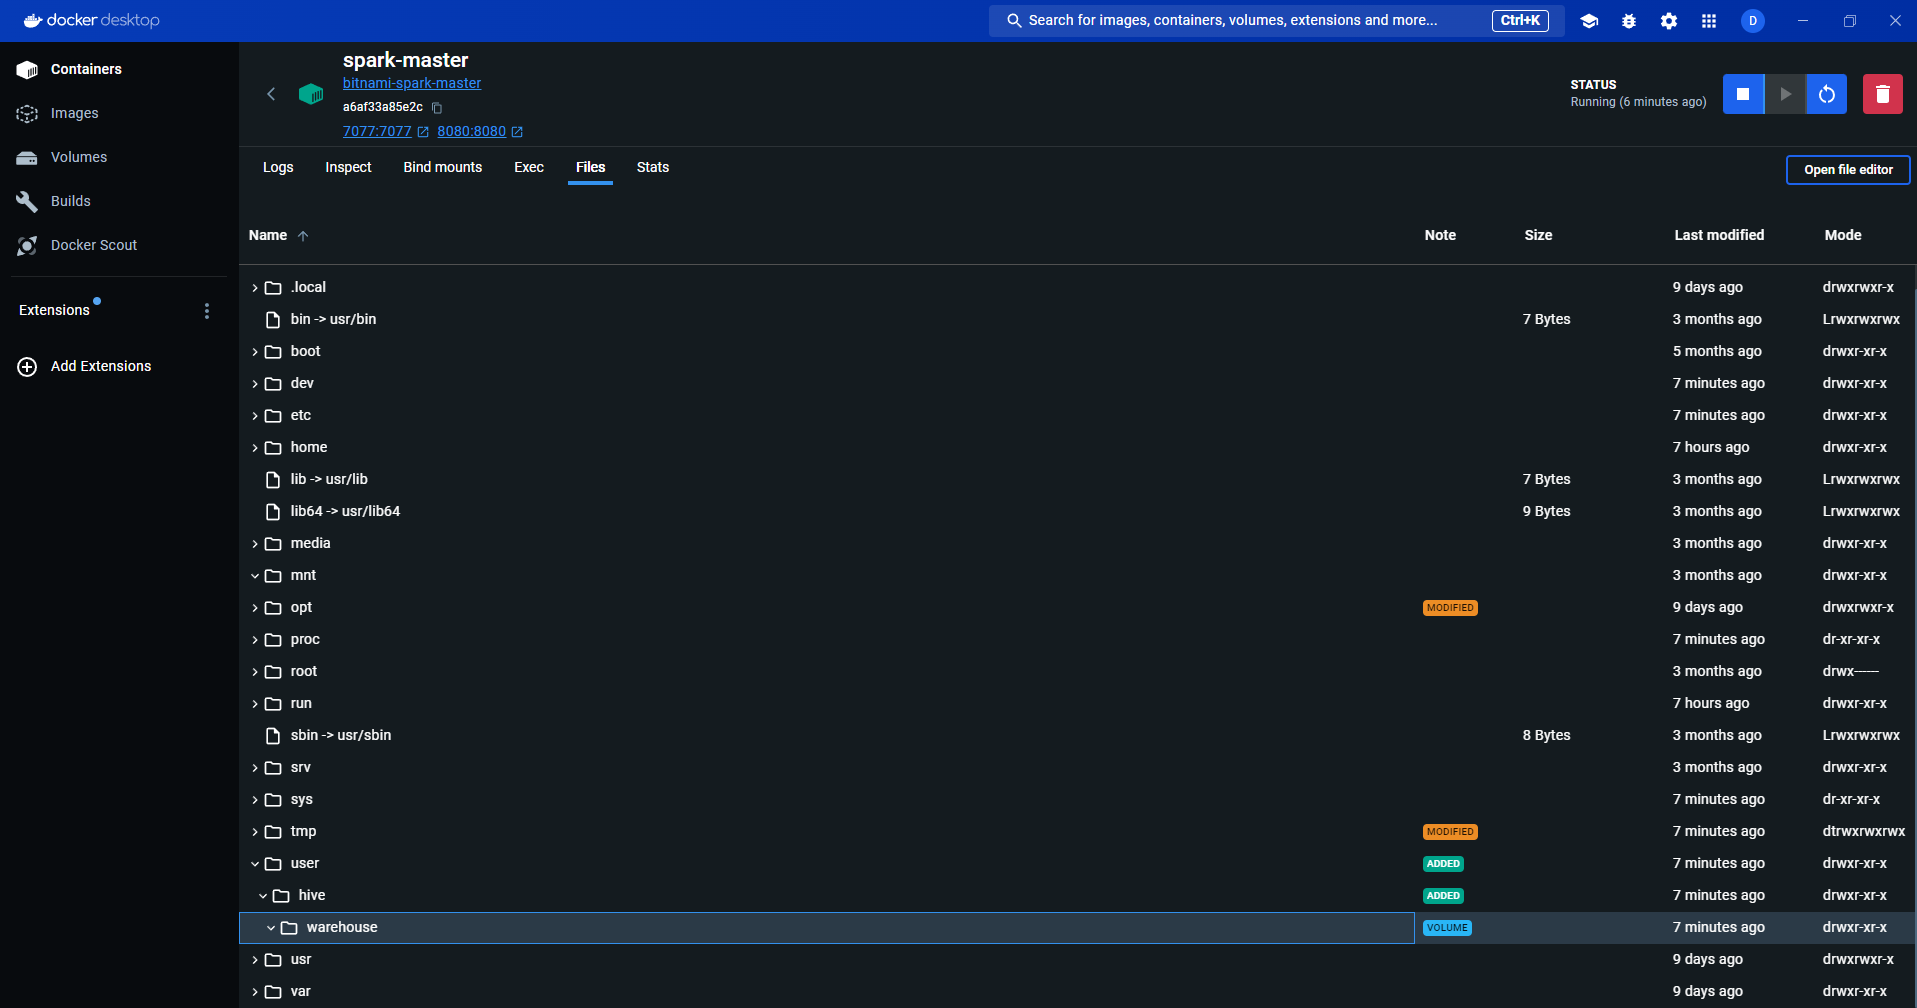 docker desktop
Search for images, containers, volumes, extensions and more...
Ctrl+K
D
Containers
Images
Volumes
Builds
Docker Scout
Extensions
Add Extensions
spark-master
bitnami-spark-master
a6af33a85e2c
7077:7077 8080:8080
STATUS
Running (6 minutes ago)
Logs Inspect Bind mounts Exec Files Stats
Open file editor
Name Note Size Last modified Mode
.local 9 days ago drwxrwxr-x
bin -> usr/bin 7 Bytes 3 months ago Lrwxrwxrwx
boot 5 months ago drwxr-xr-x
dev 7 minutes ago drwxr-xr-x
etc 7 minutes ago drwxr-xr-x
home 7 hours ago drwxr-xr-x
lib -> usr/lib 7 Bytes 3 months ago Lrwxrwxrwx
lib64 -> usr/lib64 9 Bytes 3 months ago Lrwxrwxrwx
media 3 months ago drwxr-xr-x
mnt 3 months ago drwxr-xr-x
opt MODIFIED 9 days ago drwxrwxr-x
proc 7 minutes ago dr-xr-xr-x
root 3 months ago drwx------
run 7 hours ago drwxr-xr-x
sbin -> usr/sbin 8 Bytes 3 months ago Lrwxrwxrwx
srv 3 months ago drwxr-xr-x
sys 7 minutes ago dr-xr-xr-x
tmp MODIFIED 7 minutes ago dtrwxrwxrwx
user ADDED 7 minutes ago drwxr-xr-x
hive ADDED 7 minutes ago drwxr-xr-x
warehouse VOLUME 7 minutes ago drwxr-xr-x
usr 9 days ago drwxrwxr-x
var 9 days ago drwxr-xr-x